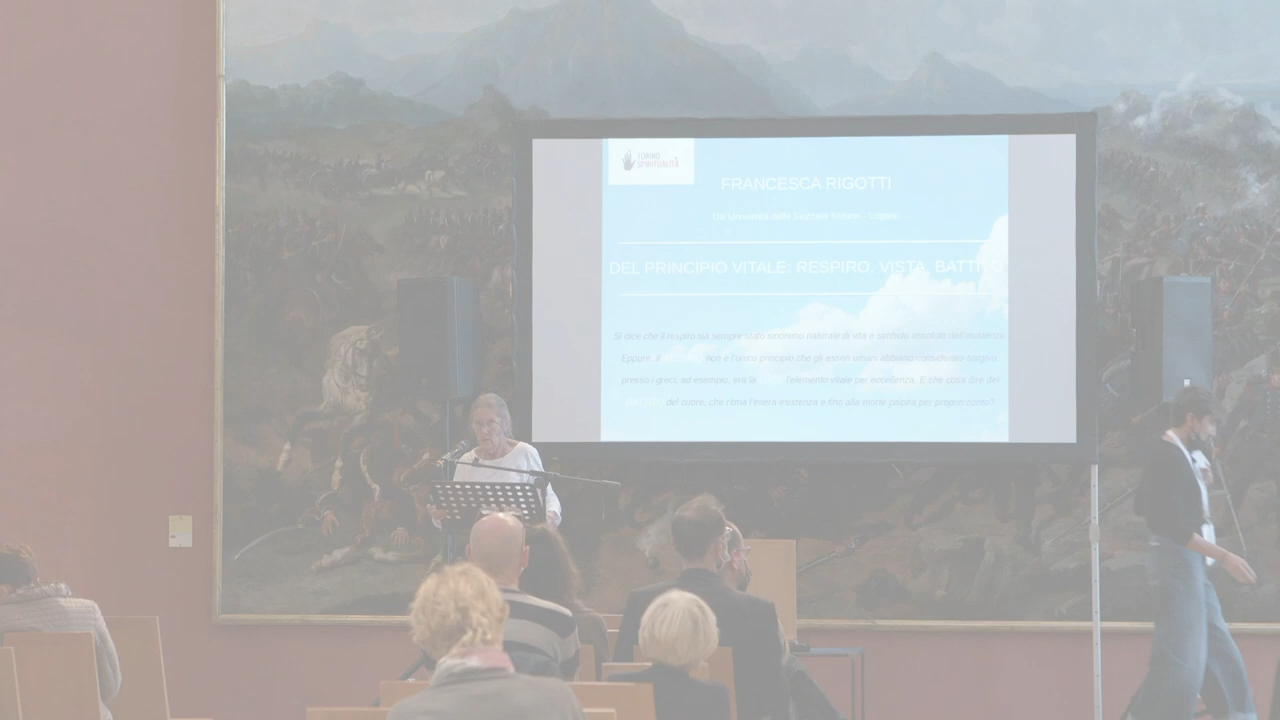 TORINO
SPIRITUALITÀ
FRANCESCA RIGOTTI
Università della Svizzera Italiana - Lugano
DEL PRINCIPIO VITALE: RESPIRO, VISTA, BATTITO
Si dice che il respiro sia sempre stato sinonimo naturale di vita e simbolo assoluto dell'esistenza.
Eppure, il non è l'unico principio che gli esseri umani abbiano considerato
presso i greci, ad esempio, era la l'elemento vitale per eccellenza. E che cosa dire del
BATTITO del cuore, che ritma l'intera esistenza e fino alla morte palpita per proprio conto?